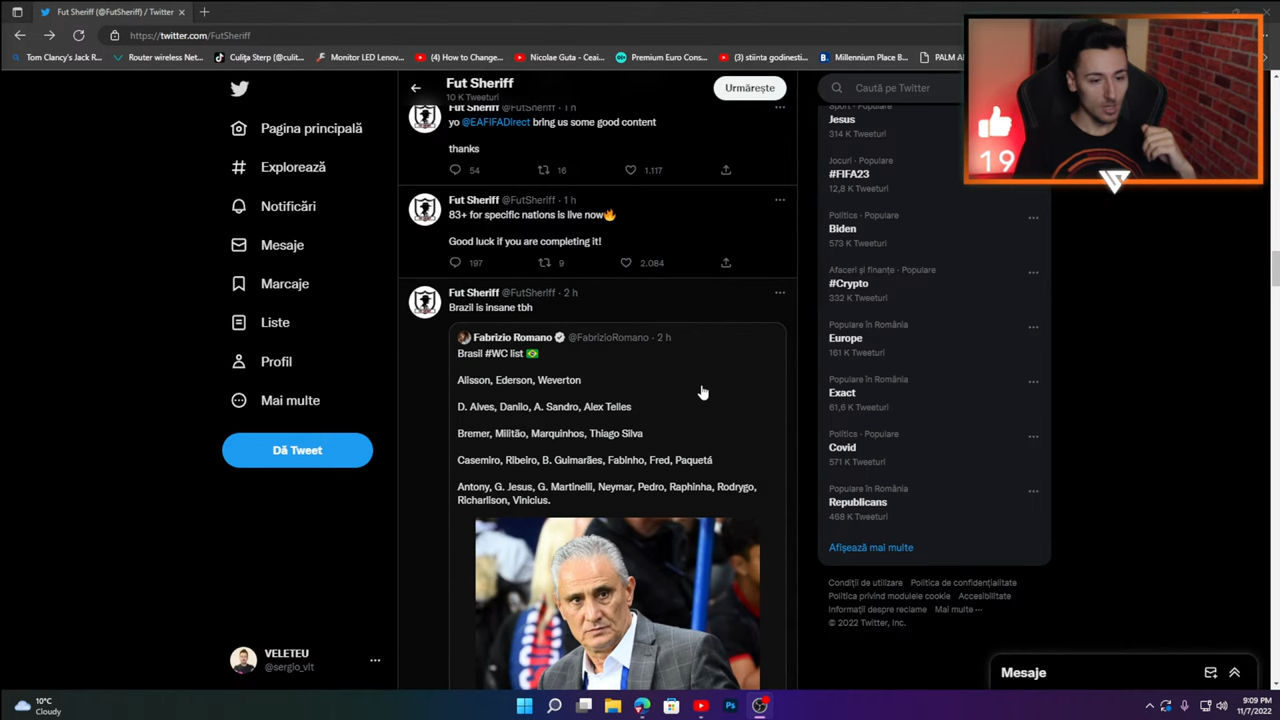 Fut Sheriff (@FutSheriff) / Twitter
https://twitter.com/FutSheriff
Tom Clancy's Jack R...
Router wireless Net...
Culița Sterp (@culit...
Monitor LED Lenov...
(4) How to Change...
Nicolae Guta - Ceai...
Premium Euro Cons...
(3) stiinta godinesti...
Millennium Place B...
PALM A
Pagina principală
Explorează
Notificări
Mesaje
Marcaje
Liste
Profil
Mai multe
Dă Tweet
VELETEU
@sergio_vlt
Fut Sheriff
10 K Tweeturi
Urmărește
Fut Sheriff @FutSheriff · 1 h
yo @EAFIFADirect bring us some good content
thanks
54 16 1.117
Fut Sheriff @FutSheriff · 1 h
83+ for specific nations is live now🔥
Good luck if you are completing it!
197 9 2.084
Fut Sheriff @FutSheriff · 2 h
Brazil is insane tbh
Fabrizio Romano @FabrizioRomano · 2 h
Brasil #WC list 🇧🇷
Alisson, Ederson, Weverton
D. Alves, Danilo, A. Sandro, Alex Telles
Bremer, Militão, Marquinhos, Thiago Silva
Casemiro, Ribeiro, B. Guimarães, Fabinho, Fred, Paquetá
Antony, G. Jesus, G. Martinelli, Neymar, Pedro, Raphinha, Rodrygo,
Richarlison, Vinicius.
Caută pe Twitter
Sport · Populare
Jesus
314 K Tweeturi
Jocuri · Populare
#FIFA23
12,8 K Tweeturi
Politics · Populare
Biden
573 K Tweeturi
Afaceri și finanțe · Populare
#Crypto
332 K Tweeturi
Populare în România
Europe
161 K Tweeturi
Populare în România
Exact
61,6 K Tweeturi
Politics · Populare
Covid
571 K Tweeturi
Populare în România
Republicans
468 K Tweeturi
Afișează mai multe
Condiții de utilizare Politica de confidențialitate
Politica privind modulele cookie Accesibilitate
Informații despre reclame Mai multe ···
© 2022 Twitter, Inc.
Mesaje
19
10°C
Cloudy
Ps
9:09 PM
11/7/2022